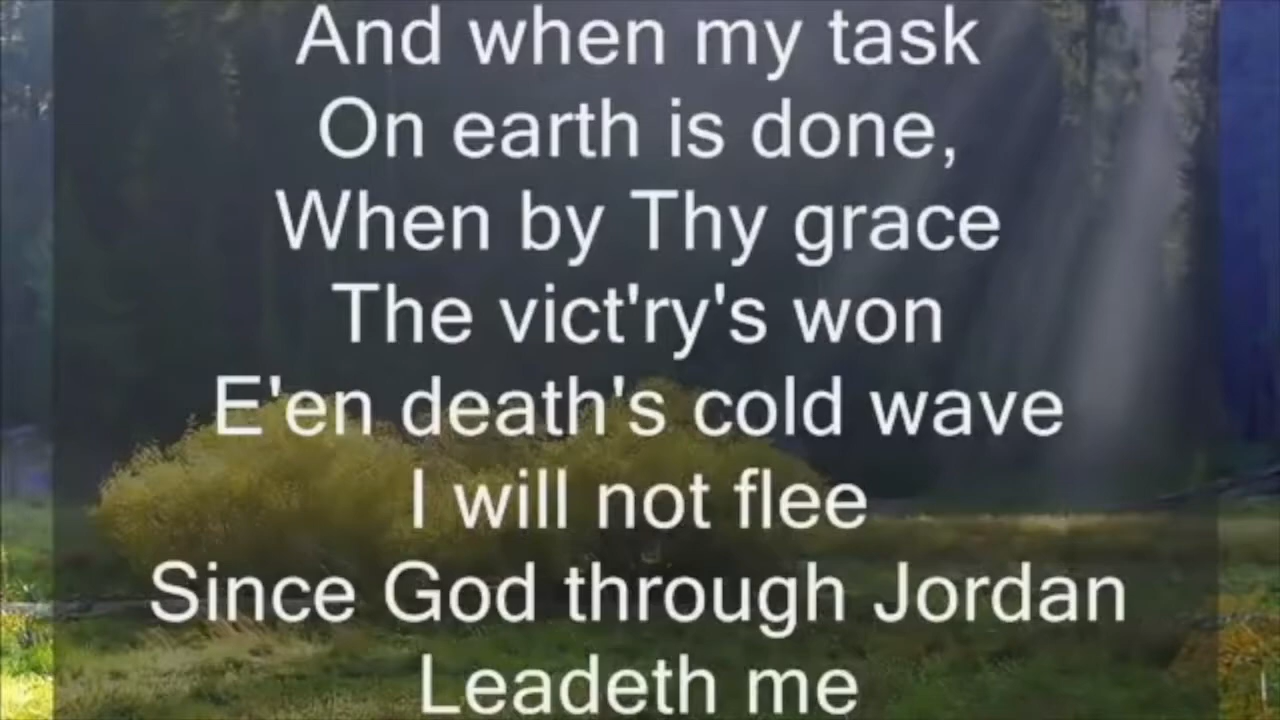 And when my task
On earth is done,
When by Thy grace
The vict'ry's won
E'en death's cold wave
I will not flee
Since God through Jordan
Leadeth me